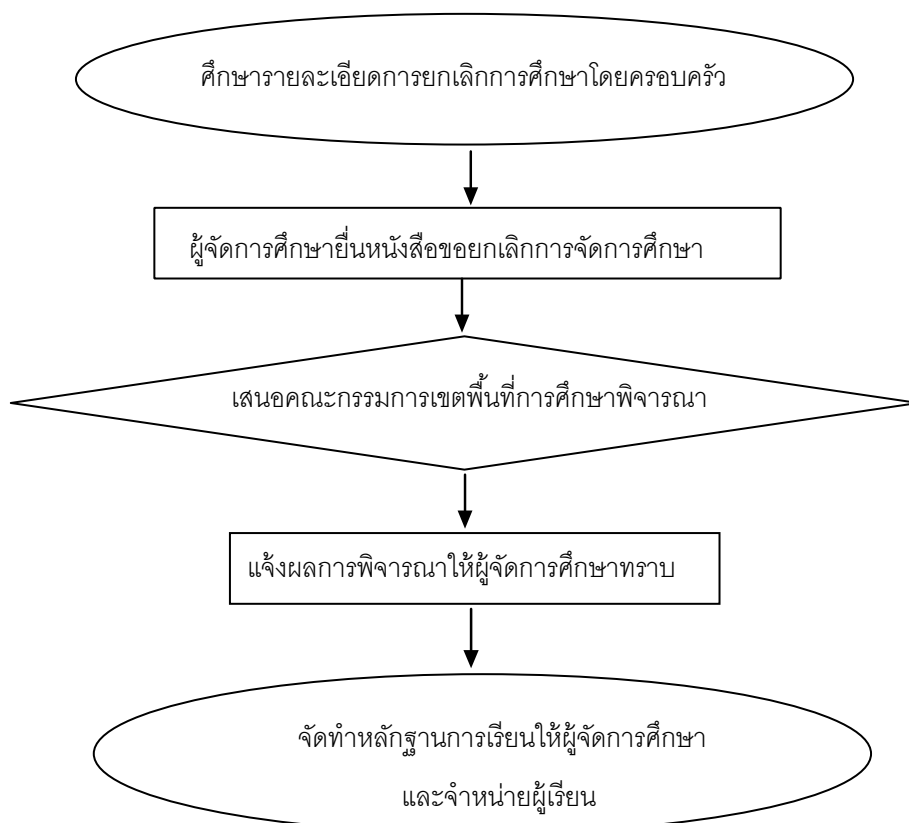 ศึกษารายละเอียดการยกเลิกการศึกษาโดยครอบครัว
ผู้จัดการศึกษายื่นหนังสือขอยกเลิกการจัดการศึกษา
เสนอคณะกรรมการเขตพื้นที่การศึกษาพิจารณา
แจ้งผลการพิจารณาให้ผู้จัดการศึกษาทราบ
จัดทำหลักฐานการเรียนให้ผู้จัดการศึกษา
และจำหน่ายผู้เรียน